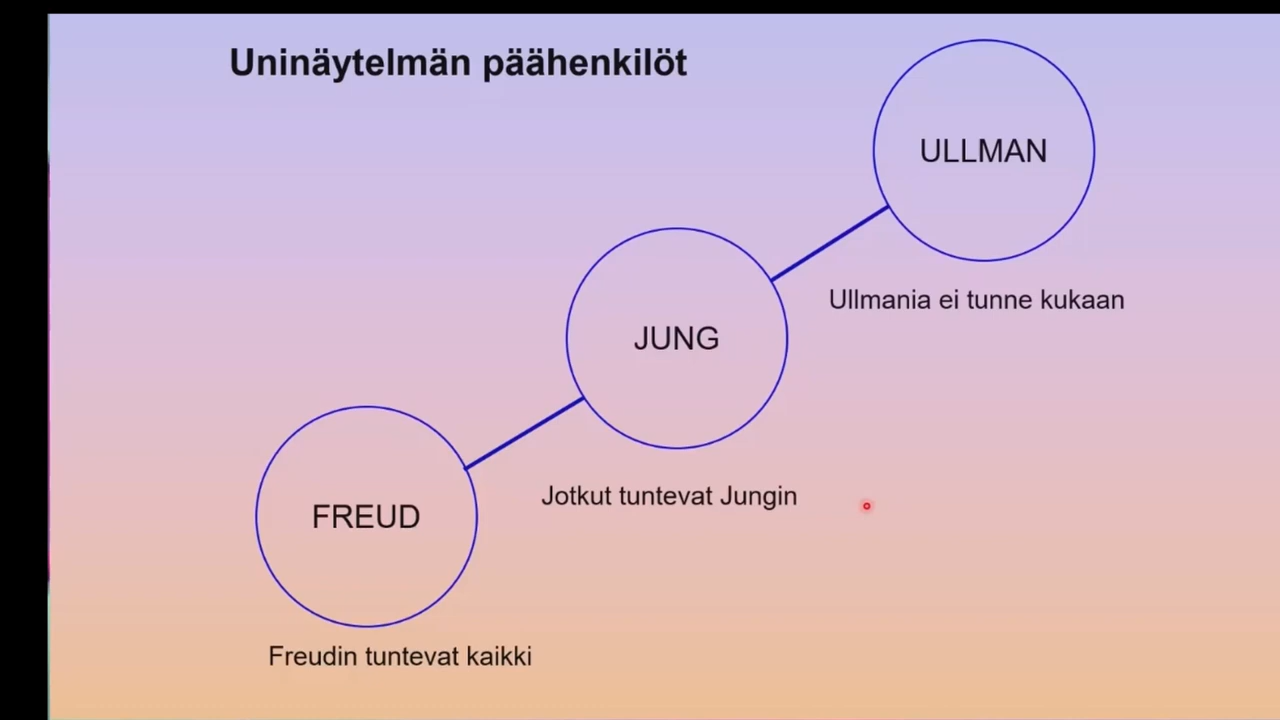 Uninäytelmän päähenkilöt
ULLMAN
Ullmania ei tunne kukaan
JUNG
Jotkut tuntevat Jungin
FREUD
Freudin tuntevat kaikki